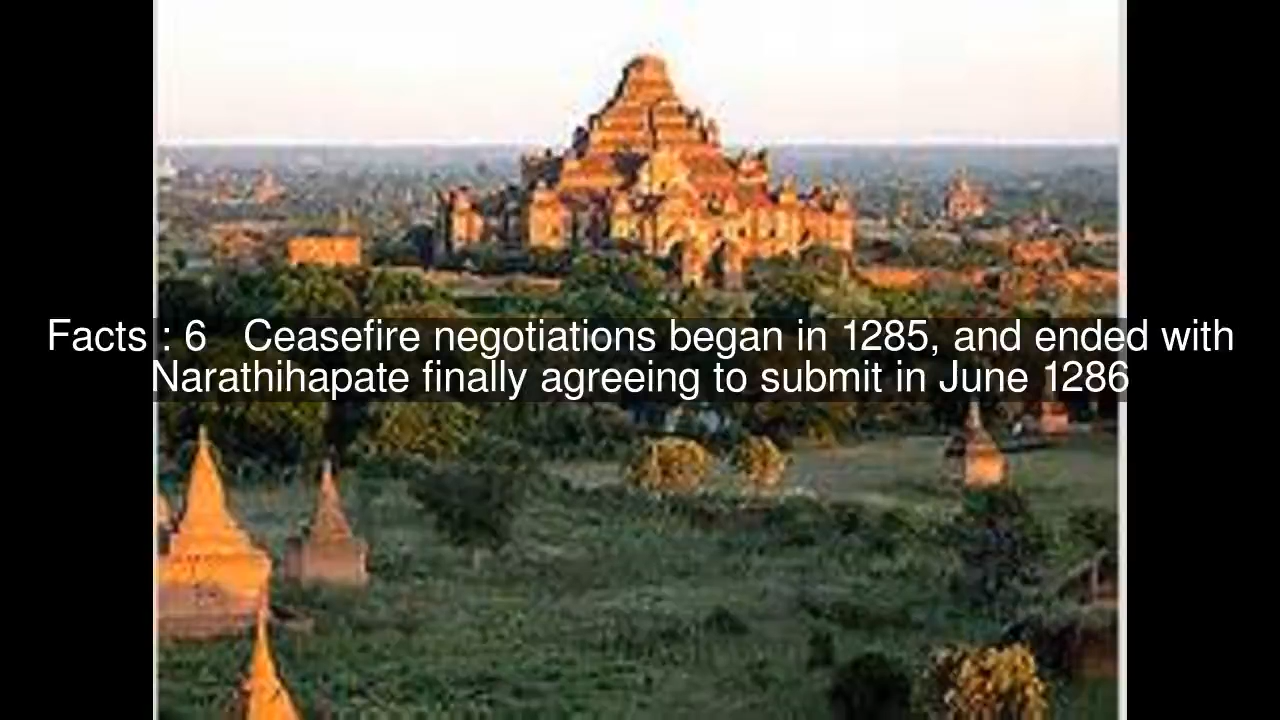 Facts : 6 Ceasefire negotiations began in 1285, and ended with
Narathihapate finally agreeing to submit in June 1286